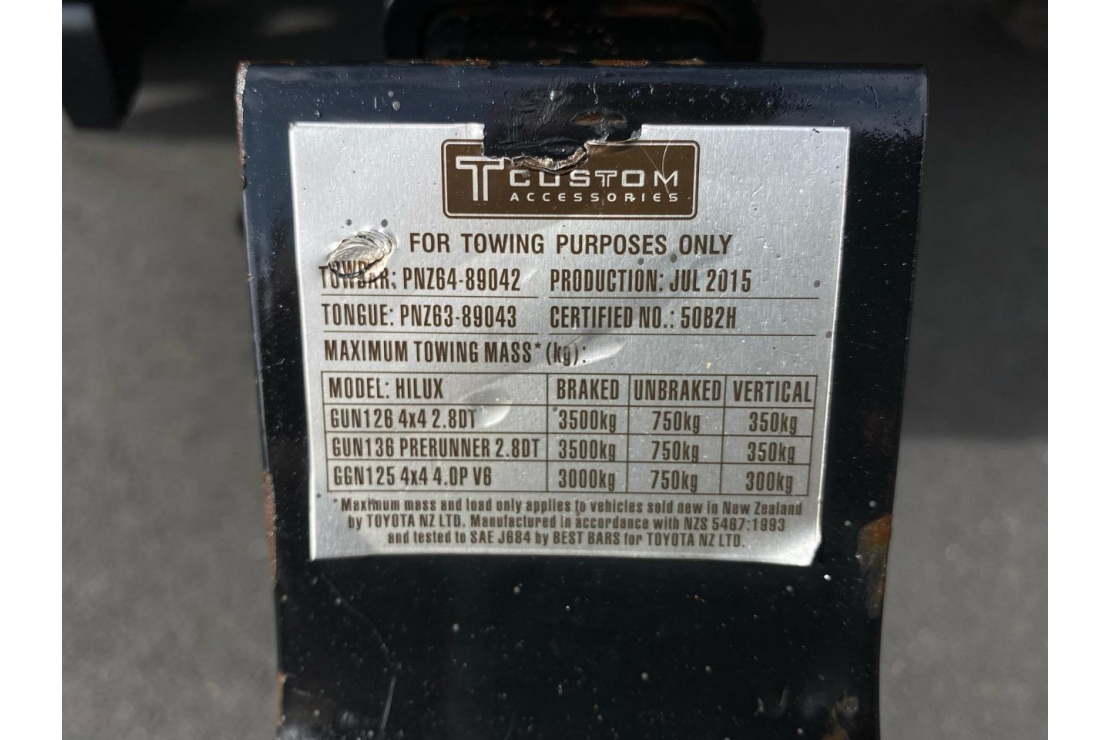 T CUSTOM
ACCESSORIES
FOR TOWING PURPOSES ONLY
TOWBAR: PNZ64-89042 PRODUCTION: JUL 2015
TONGUE: PNZ63-89043 CERTIFIED NO.: 50B2H
MAXIMUM TOWING MASS* (kg):
MODEL: HILUX BRAKED UNBRAKED VERTICAL
GUN126 4x4 2.8DT 3500kg 750kg 350kg
GUN136 PRERUNNER 2.8DT 3500kg 750kg 350kg
GGN125 4x4 4.0P V6 3000kg 750kg 300kg
*Maximum mass and load only applies to vehicles sold new in New Zealand
by TOYOTA NZ LTD. Manufactured in accordance with NZS 5467:1993
and tested to SAE J684 by BEST BARS for TOYOTA NZ LTD.